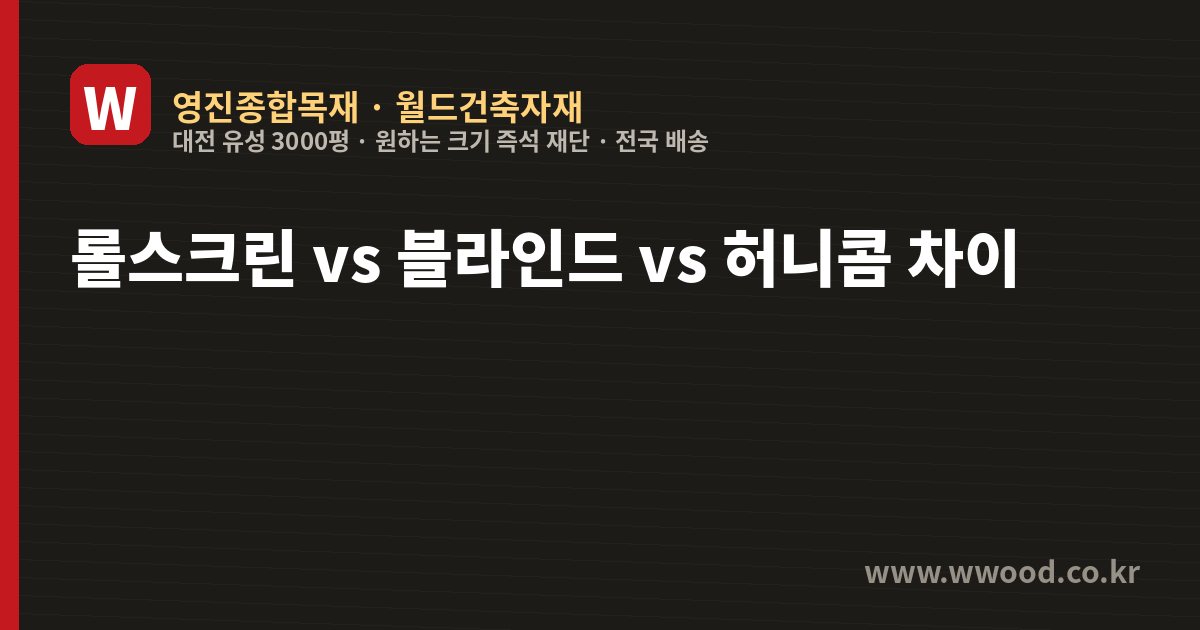 W
영진종합목재 · 월드건축자재
대전 유성 3000평 · 원하는 크기 즉석 재단 · 전국 배송
롤스크린 vs 블라인드 vs 허니콤 차이
www.wwood.co.kr